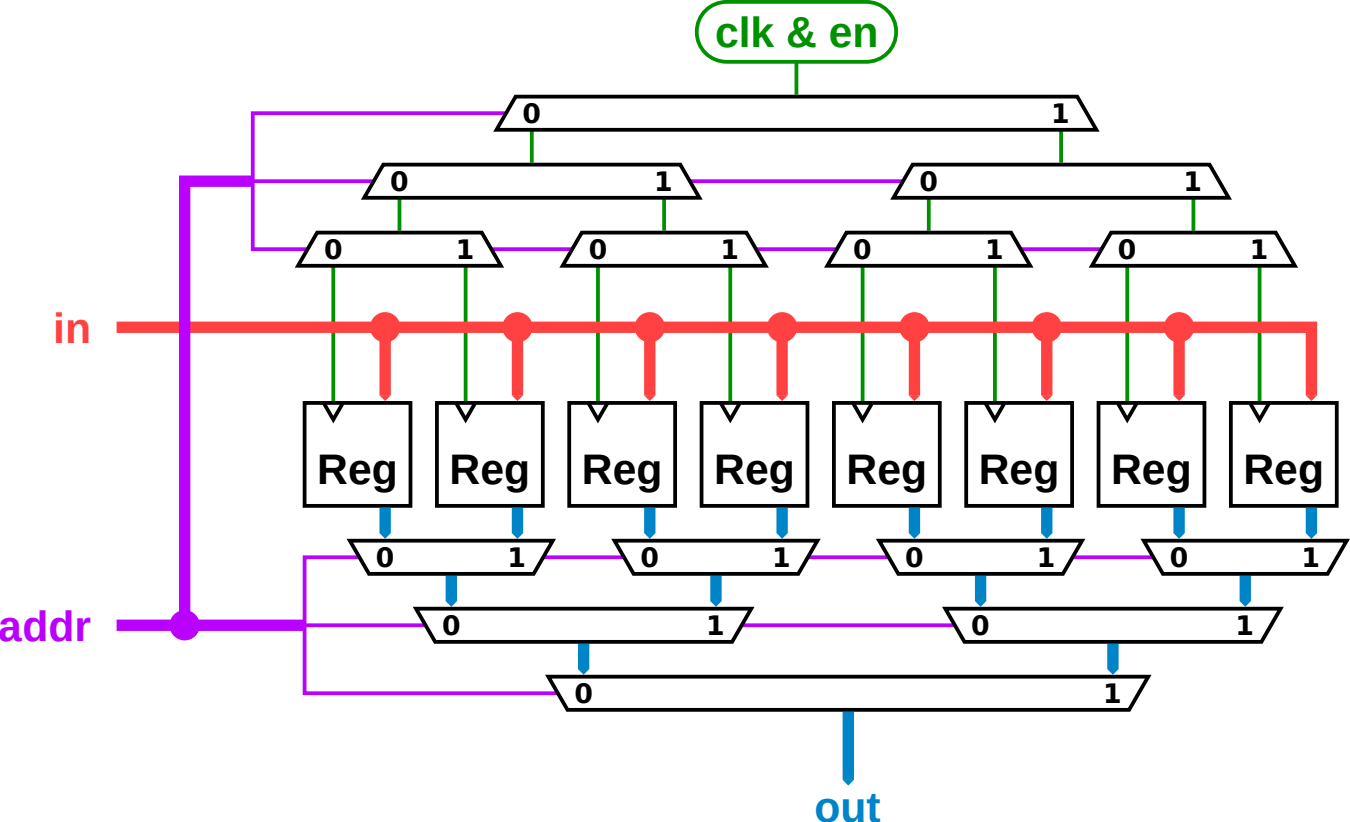 clk & en
0 1
0 1 0 1
0 1 0 1 0 1 0 1
in
Reg Reg Reg Reg Reg Reg Reg Reg
0 1 0 1 0 1 0 1
addr 0 1 0 1
0 1
out